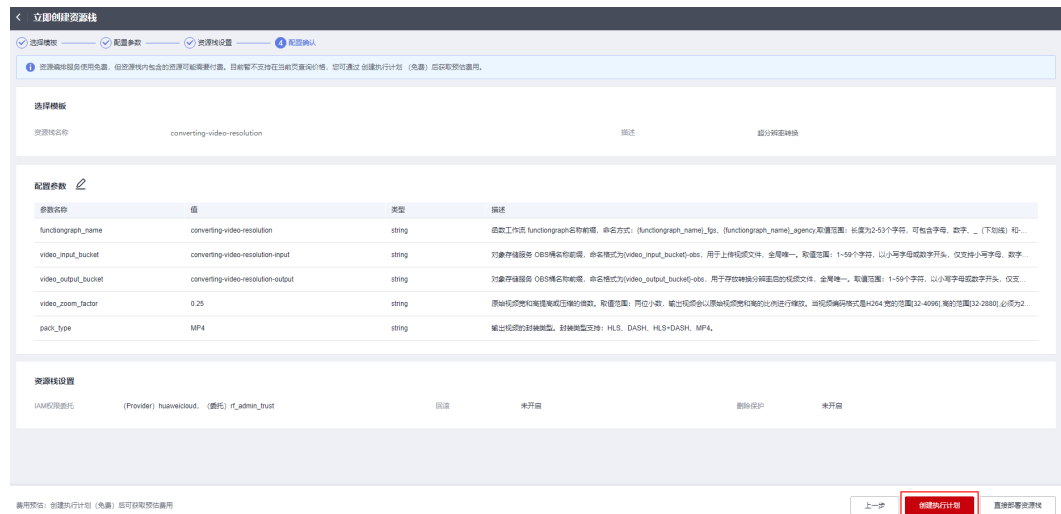 立即创建资源栈
选择模板 配置参数 资源栈设置 4 配置确认
资源编排服务使用免费，但资源栈内包含的资源可能需要付费。目前暂不支持在当前页查询价格，您可通过 创建执行计划 （免费）后获取预估费用。
选择模板
资源栈名称 converting-video-resolution 描述 超分辨率转换
配置参数
参数名称 值 类型 描述
functiongraph_name converting-video-resolution string 函数工作流 functiongraph名称前缀，命名方式：{functiongraph_name}_fgs，{functiongraph_name}_agency,取值范围：长度为2-53个字符，可包含字母、数字、_（下划线）和-...
video_input_bucket converting-video-resolution-input string 对象存储服务 OBS桶名称前缀，命名格式为{video_input_bucket}-obs，用于上传视频文件，全局唯一。取值范围：1~59个字符，以小写字母或数字开头，仅支持小写字母、数字...
video_output_bucket converting-video-resolution-output string 对象存储服务 OBS桶名称前缀，命名格式为{video_output_bucket}-obs，用于存放转换分辨率后的视频文件，全局唯一。取值范围：1~59个字符，以小写字母或数字开头，仅支...
video_zoom_factor 0.25 string 原始视频宽和高提高或压缩的倍数。取值范围：两位小数，输出视频会以原始视频宽和高的比例进行缩放。当视频编码格式是H264:宽的范围[32-4096],高的范围[32-2880],必须为2...
pack_type MP4 string 输出视频的封装类型。封装类型支持：HLS、DASH、HLS+DASH、MP4。
资源栈设置
IAM权限委托 (Provider) huaweicloud，（委托）rf_admin_trust 回滚 未开启 删除保护 未开启
费用预估：创建执行计划（免费）后可获取预估费用 上一步 创建执行计划 直接部署资源栈